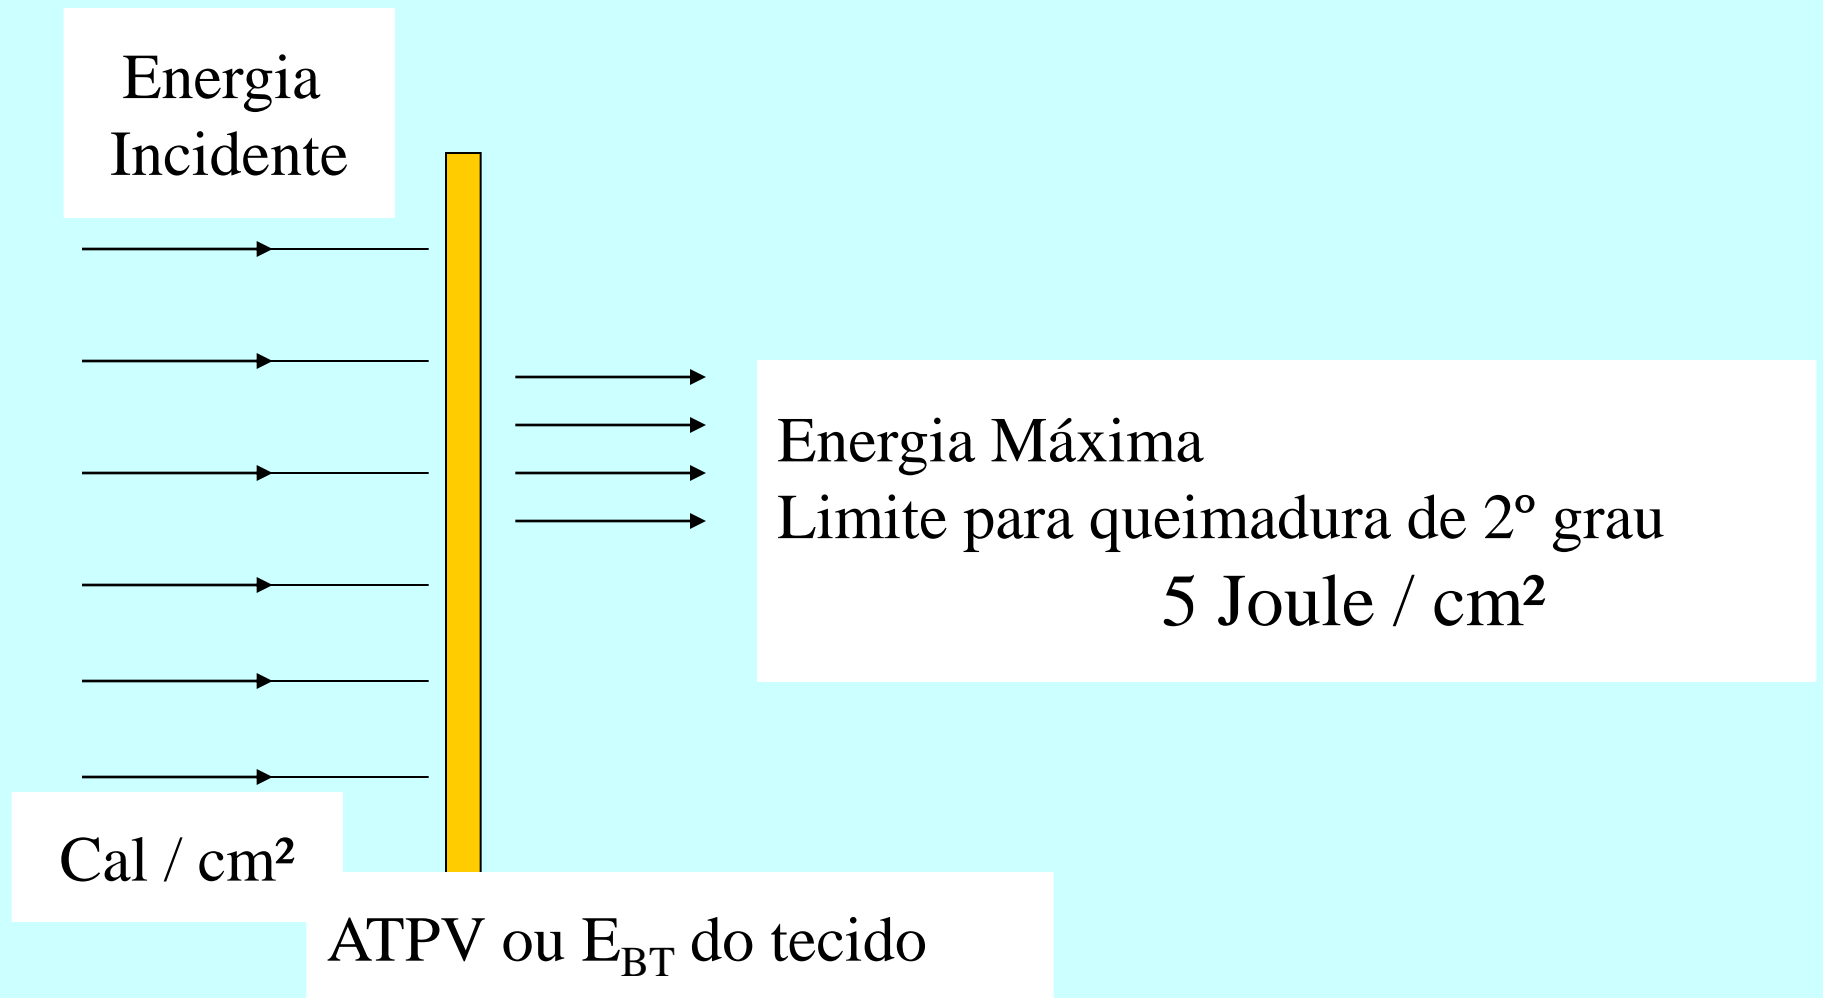 Energia
Incidente
Energia Máxima
Limite para queimadura de 2º grau
5 Joule / cm²
Cal / cm²
ATPV ou E_BT do tecido